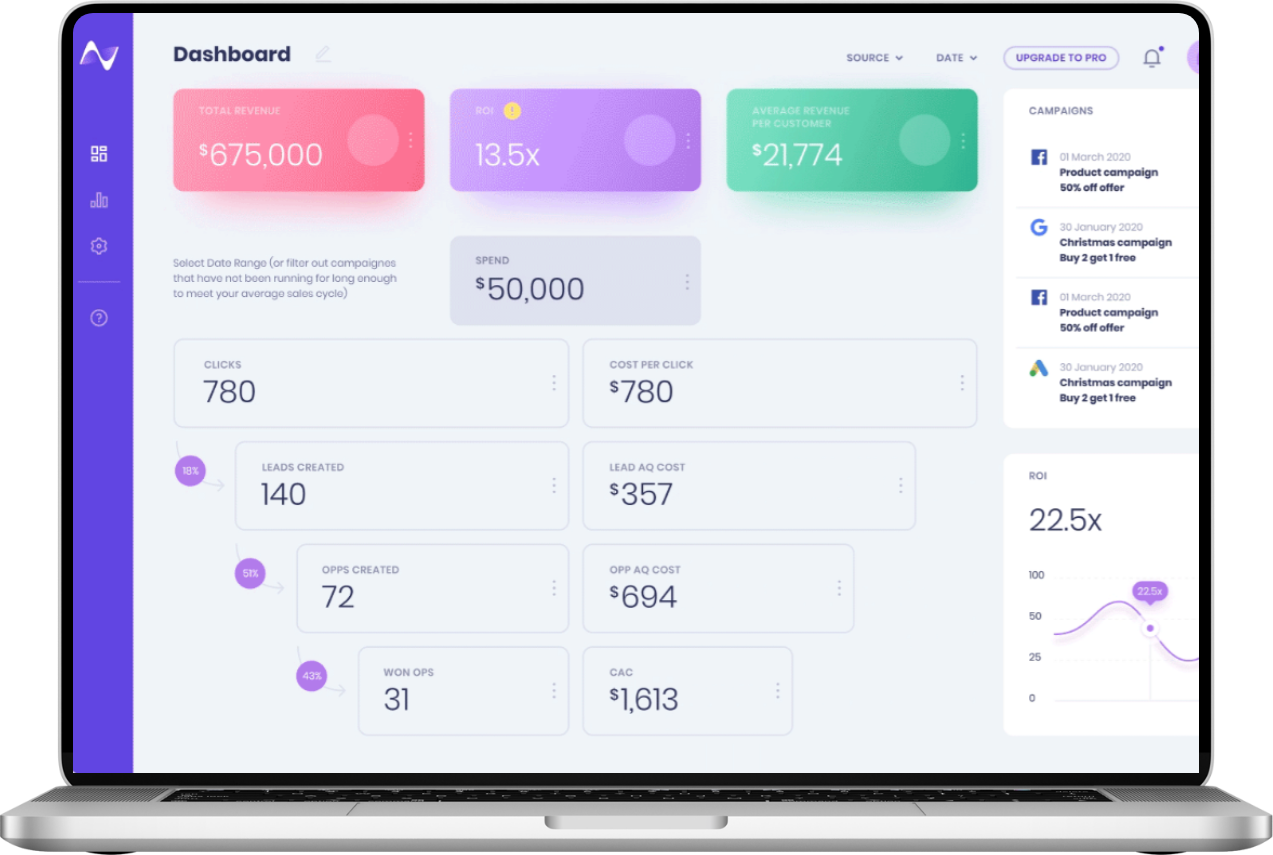 Dashboard
SOURCE
DATE
UPGRADE TO PRO
TOTAL REVENUE
$675,000
ROI
!
13.5x
AVERAGE REVENUE
PER CUSTOMER
$21,774
Select Date Range (or filter out campaignes
that have not been running for long enough
to meet your average sales cycle)
SPEND
$50,000
CLICKS
780
COST PER CLICK
$780
18%
LEADS CREATED
140
LEAD AQ COST
$357
51%
OPPS CREATED
72
OPP AQ COST
$694
43%
WON OPS
31
CAC
$1,613
CAMPAIGNS
01 March 2020
Product campaign
50% off offer
30 January 2020
Christmas campaign
Buy 2 get 1 free
01 March 2020
Product campaign
50% off offer
30 January 2020
Christmas campaign
Buy 2 get 1 free
ROI
22.5x
100
22.5x
50
25
0